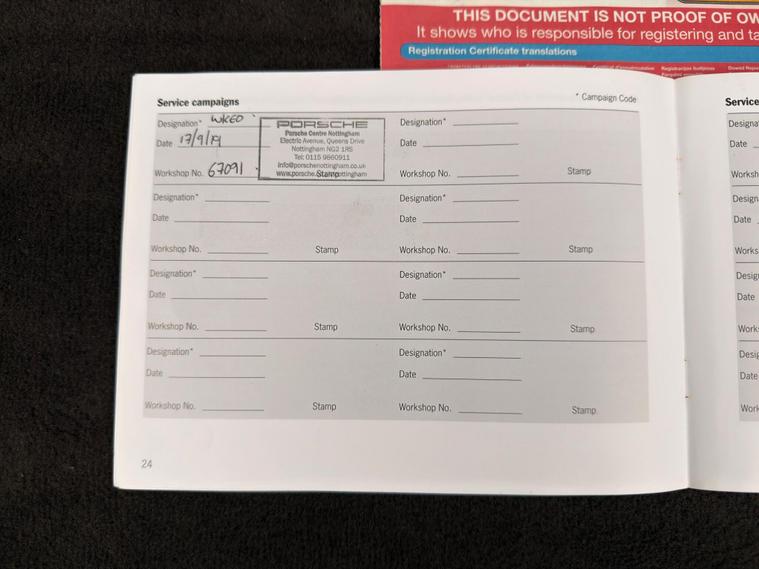 THIS DOCUMENT IS NOT PROOF OF OW
It shows who is responsible for registering and ta
Registration Certificate translations
Service campaigns
* Campaign Code
Designation* WKE0
Date 17/9/19
Workshop No. 67091
PORSCHE
Porsche Centre Nottingham
Electric Avenue, Queens Drive
Nottingham NG2 1RS
Tel: 0115 9860911
info@porschenottingham.co.uk
www.porsche. Stamp ottingham
Designation*
Date
Workshop No. Stamp
Designation*
Date
Workshop No. Stamp
Designation*
Date
Workshop No. Stamp
Designation*
Date
Workshop No. Stamp
Designation*
Date
Workshop No. Stamp
Designation*
Date
Workshop No. Stamp
Designation*
Date
Workshop No. Stamp
24
Service
Designa
Date
Worksh
Design
Date
Works
Desig
Date
Work
Desig
Date
Work